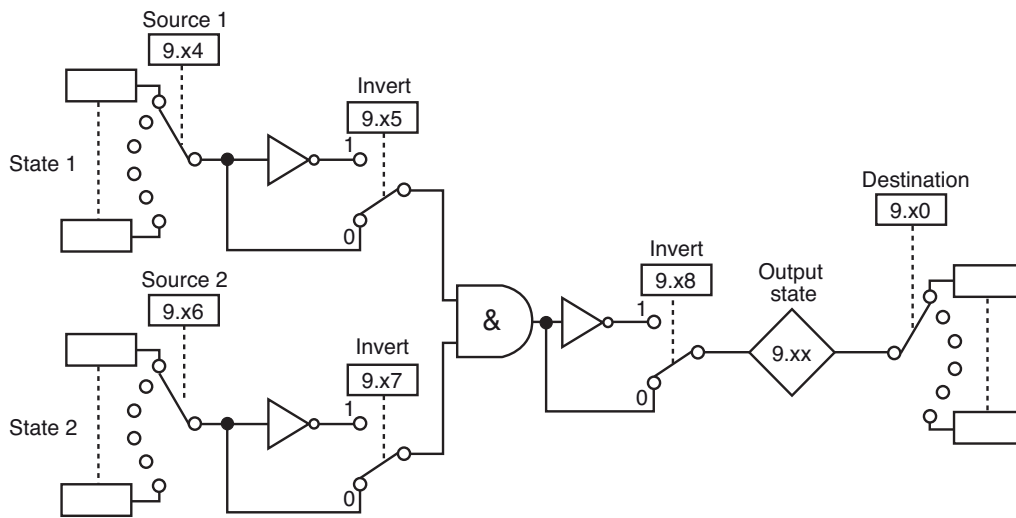 Source 1
9.x4
Invert
9.x5
1
State 1
0
Destination
9.x0
Source 2
9.x6
Invert
9.x7
1
State 2
0
&
Invert
9.x8
1
0
Output
state
9.xx